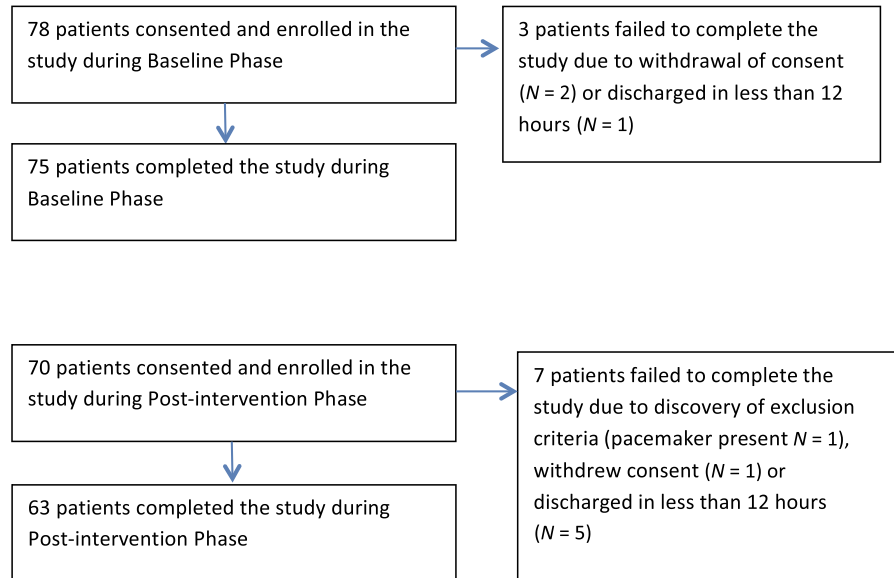 78 patients consented and enrolled in the
study during Baseline Phase
3 patients failed to complete the
study due to withdrawal of consent
(N = 2) or discharged in less than 12
hours (N = 1)
75 patients completed the study during
Baseline Phase
70 patients consented and enrolled in the
study during Post-intervention Phase
7 patients failed to complete the
study due to discovery of exclusion
criteria (pacemaker present N = 1),
withdrew consent (N = 1) or
discharged in less than 12 hours
(N = 5)
63 patients completed the study during
Post-intervention Phase